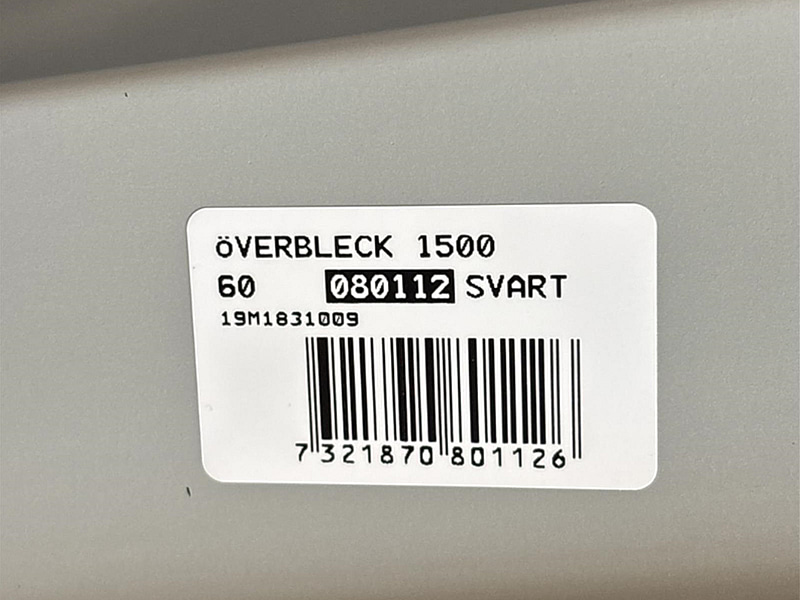 öVERBLECK 1500
60 080112 SVART
19M1831009
7 321870 801126